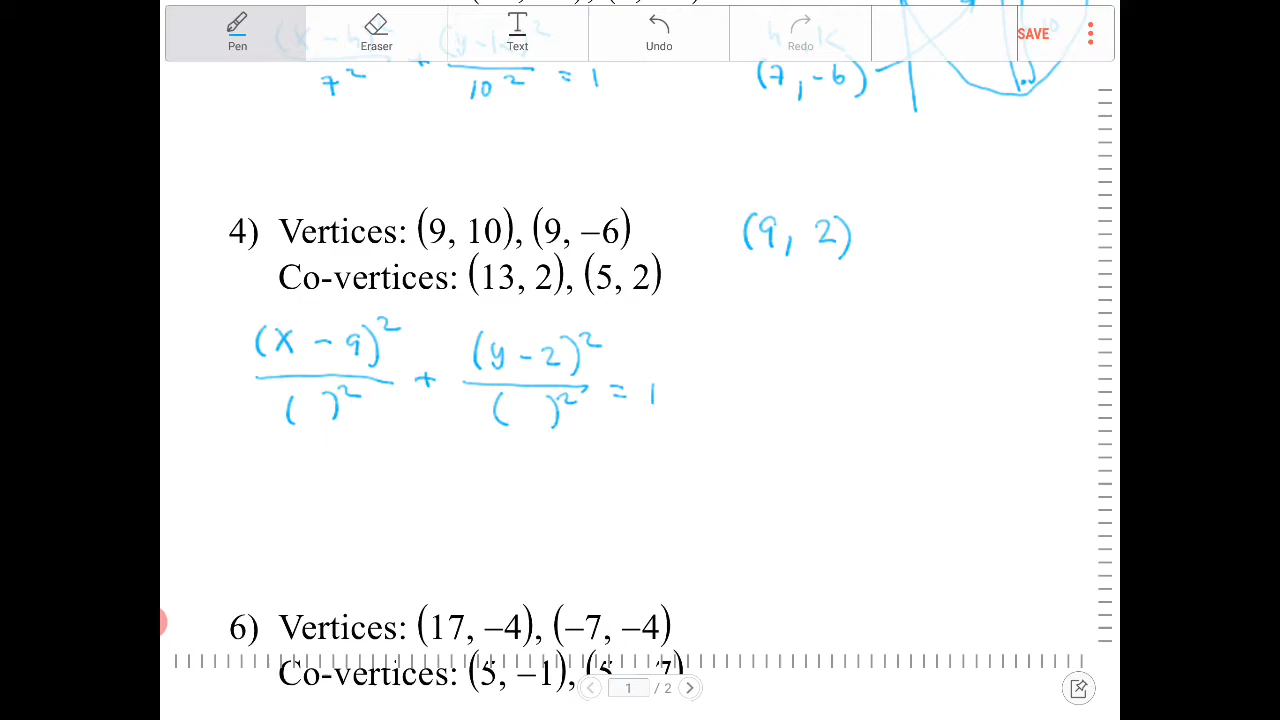 Pen Eraser Text Undo Redo SAVE
7² + 10² = 1 (7, -6)
4) Vertices: (9, 10), (9, −6) (9, 2)
Co-vertices: (13, 2), (5, 2)
(x - 9)² + (y - 2)² = 1
( )² ( )²
6) Vertices: (17, −4), (−7, −4)
Co-vertices: (5, −1), (5, −7)
1 / 2